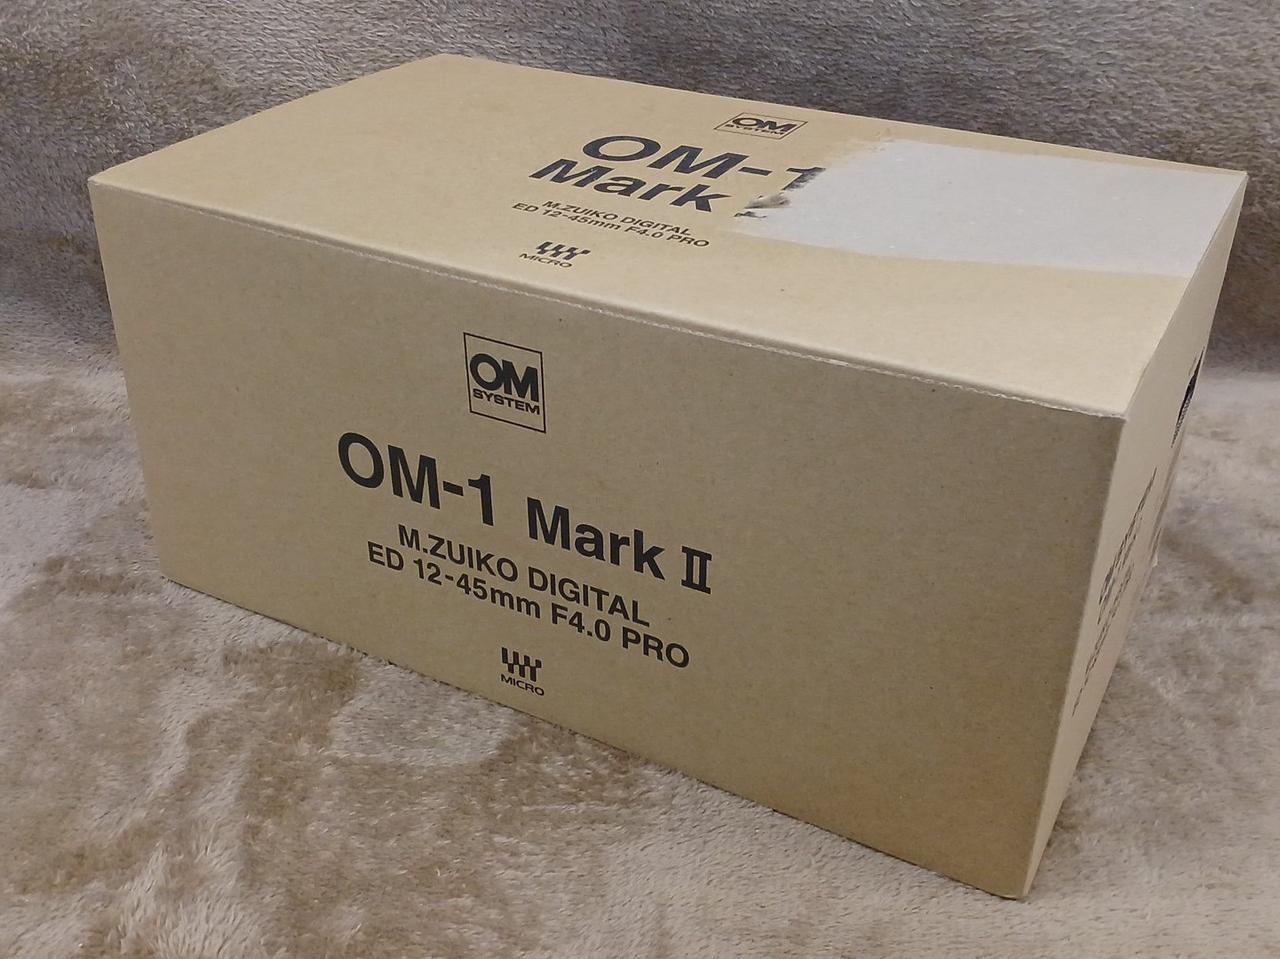 OM
SYSTEM
OM-1
Mark
M.ZUIKO DIGITAL
ED 12-45mm F4.0 PRO
MICRO
OM
SYSTEM
OM-1 Mark II
M.ZUIKO DIGITAL
ED 12-45mm F4.0 PRO
MICRO